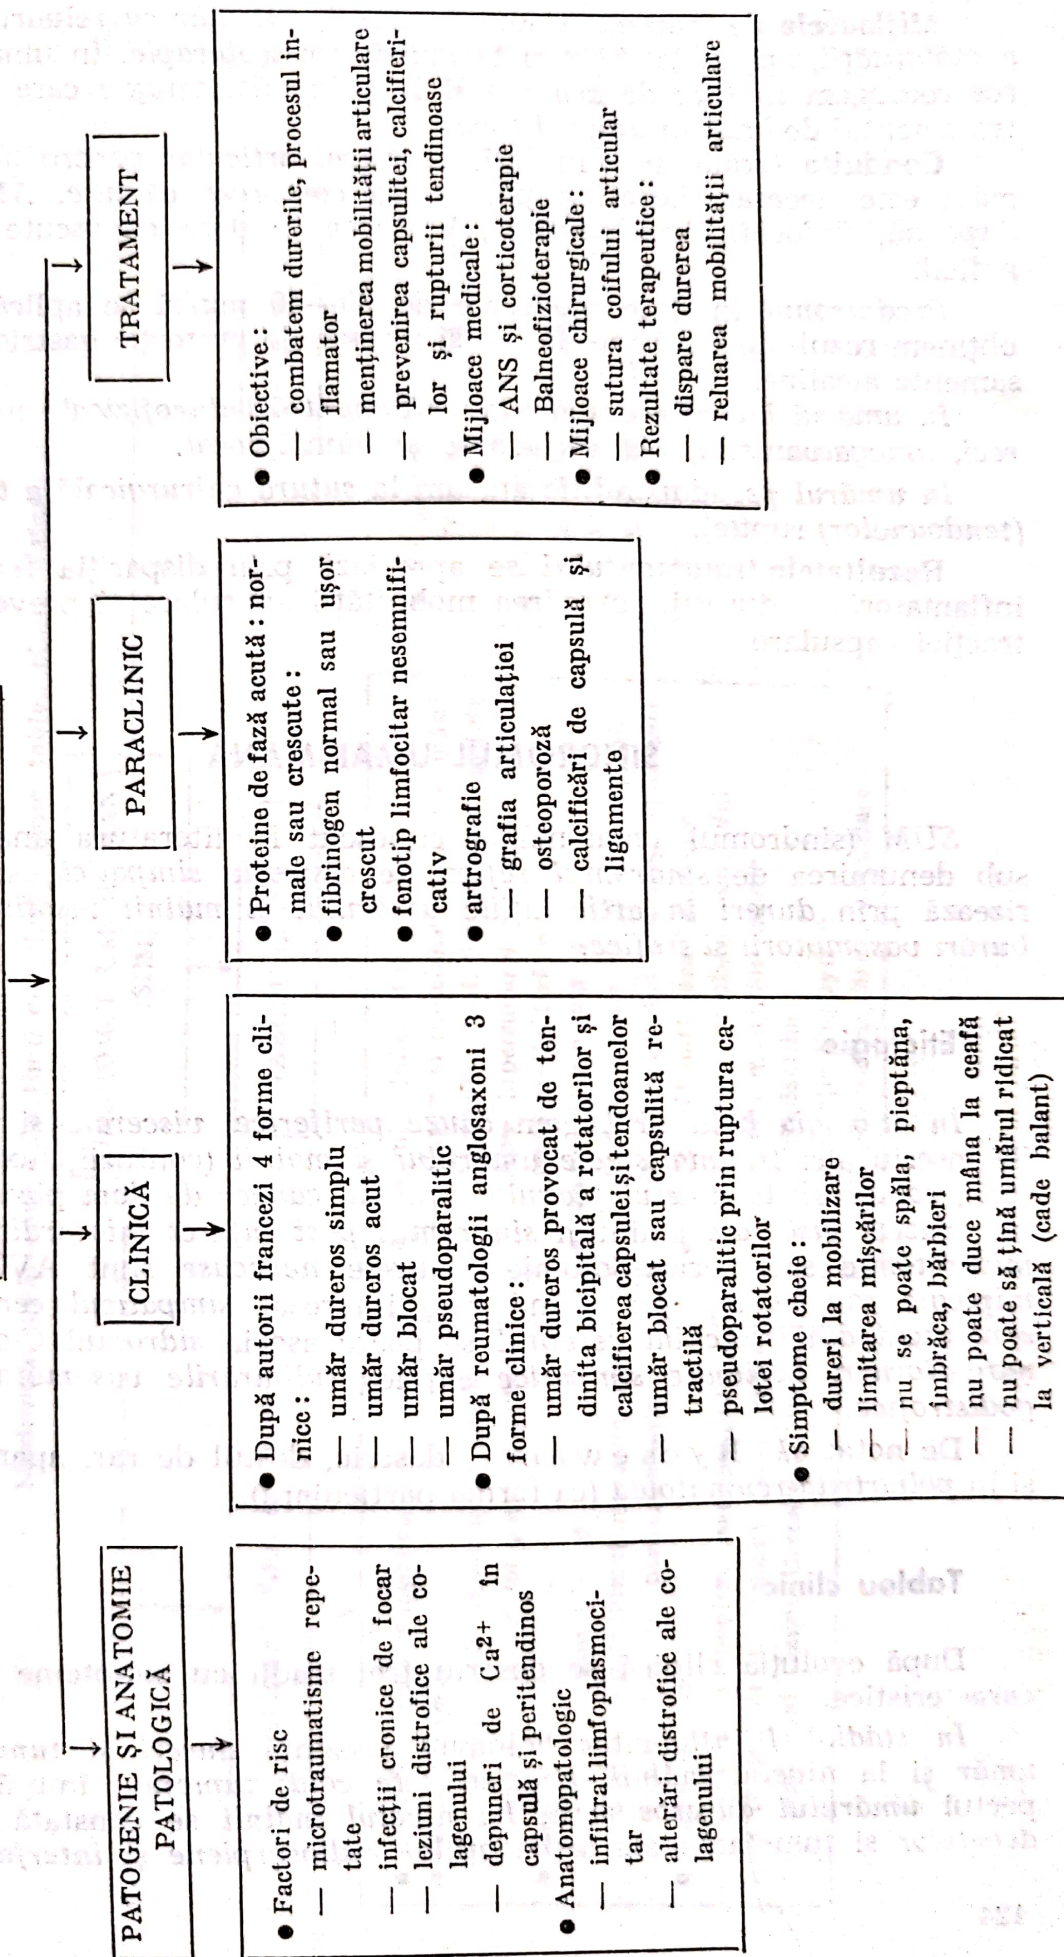 PATOGENIE ȘI ANATOMIE
PATOLOGICĂ
● Factori de risc
— microtraumatisme repe-
tate
— infecții cronice de focar
— leziuni distrofice ale co-
lagenului
— depuneri de Ca²⁺ în
capsulă și peritendinos
● Anatomopatologic
— infiltrat limfoplasmoci-
tar
— alterări distrofice ale co-
lagenului
CLINICĂ
● După autorii francezi 4 forme cli-
nice :
— umăr dureros simplu
— umăr dureros acut
— umăr blocat
— umăr pseudoparalitic
● După reumatologii anglosaxoni 3
forme clinice :
— umăr dureros provocat de ten-
dinita bicipitală a rotatorilor și
calcifierea capsulei și tendoanelor
— umăr blocat sau capsulită re-
tractilă
— pseudoparalitic prin ruptura ca-
lotei rotatorilor
● Simptome cheie :
— dureri la mobilizare
— limitarea mișcărilor
— nu se poate spăla, pieptăna,
îmbrăca, bărbieri
— nu poate duce mâna la ceafă
— nu poate să țină umărul ridicat
la verticală (cade balant)
PARACLINIC
● Proteine de fază acută : nor-
male sau crescute :
● fibrinogen normal sau ușor
crescut
● fenotip limfocitar nesemnifi-
cativ
● artrografie
— grafia articulației
— osteoporoză
— calcificări de capsulă și
ligamente
TRATAMENT
● Obiective :
— combatem durerile, procesul in-
flamator
— menținerea mobilității articulare
— prevenirea capsulitei, calcifieri-
lor și rupturii tendinoase
● Mijloace medicale :
— ANS și corticoterapie
— Balneofizioterapie
● Mijloace chirurgicale :
— sutura coifului articular
● Rezultate terapeutice :
— dispare durerea
— reluarea mobilității articulare